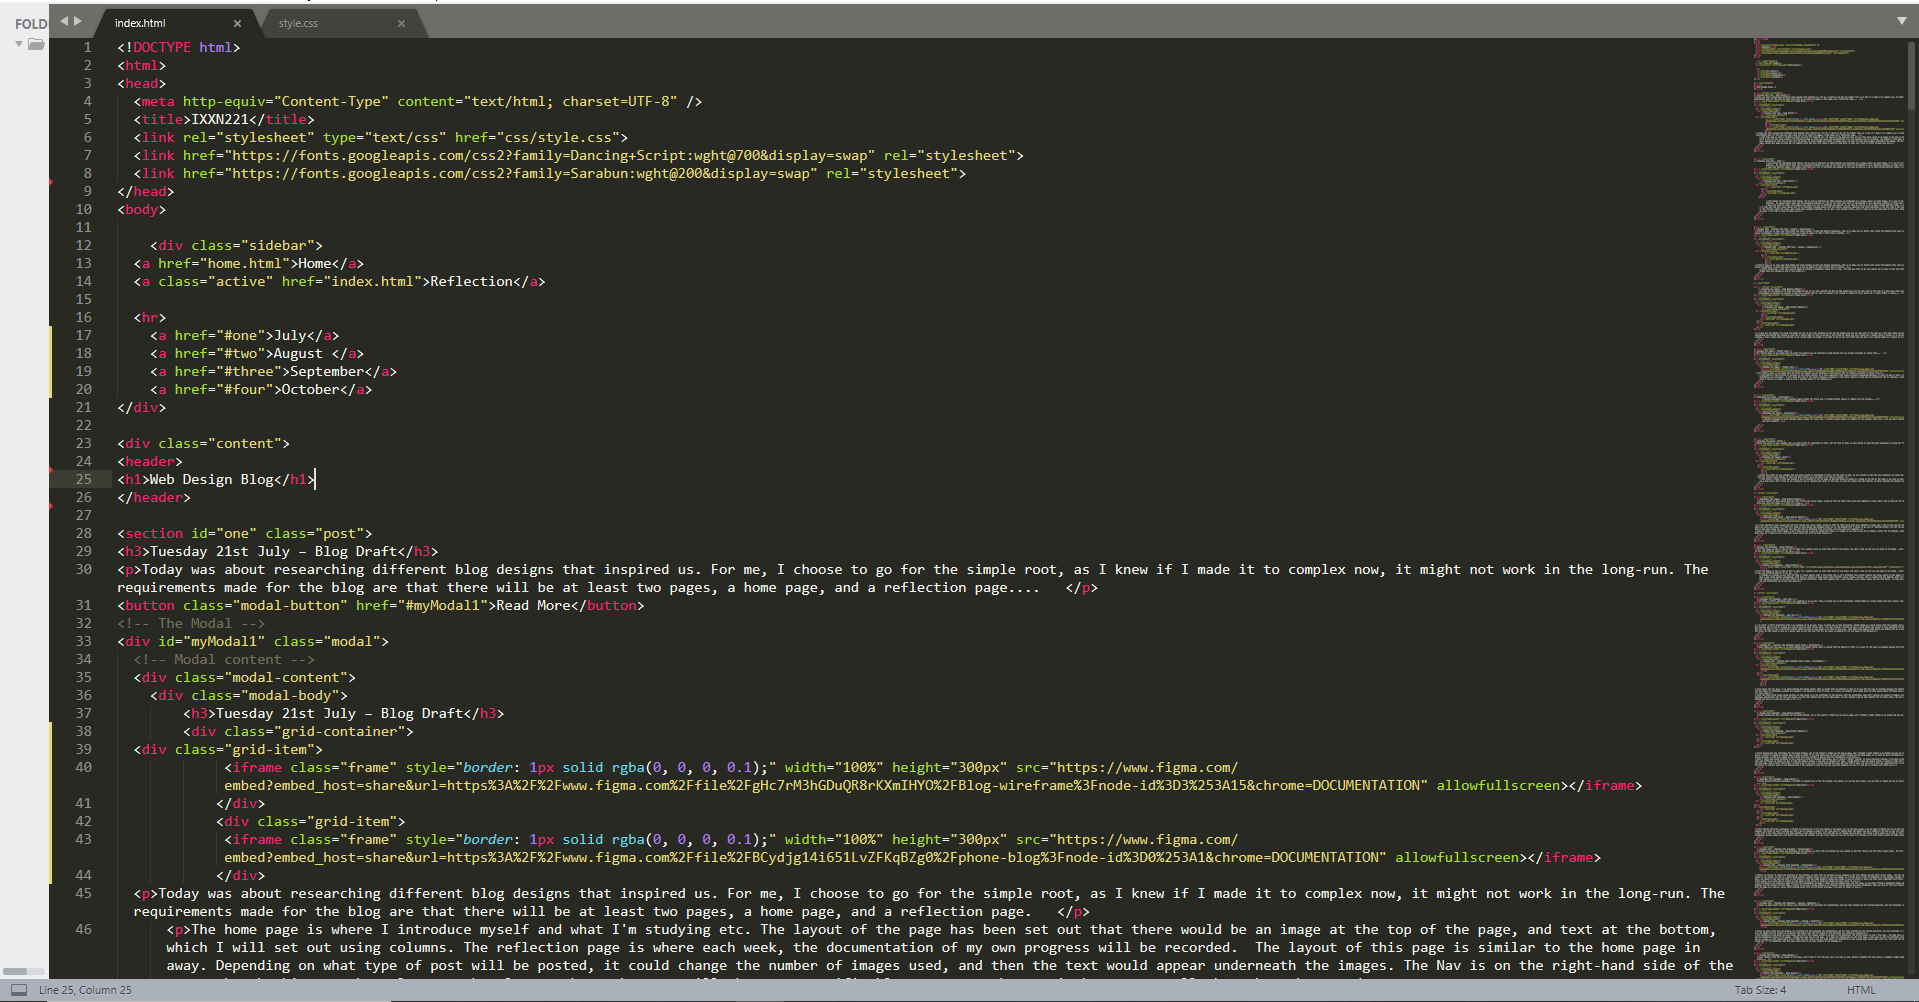 FOLD
index.html
style.css
1 <!DOCTYPE html>
2 <html>
3 <head>
4 <meta http-equiv="Content-Type" content="text/html; charset=UTF-8" />
5 <title>IXXN221</title>
6 <link rel="stylesheet" type="text/css" href="css/style.css">
7 <link href="https://fonts.googleapis.com/css2?family=Dancing+Script:wght@700&display=swap" rel="stylesheet">
8 <link href="https://fonts.googleapis.com/css2?family=Sarabun:wght@200&display=swap" rel="stylesheet">
9 </head>
10 <body>
11
12 <div class="sidebar">
13 <a href="home.html">Home</a>
14 <a class="active" href="index.html">Reflection</a>
15
16 <hr>
17 <a href="#one">July</a>
18 <a href="#two">August </a>
19 <a href="#three">September</a>
20 <a href="#four">October</a>
21 </div>
22
23 <div class="content">
24 <header>
25 <h1>Web Design Blog</h1>
26 </header>
27
28 <section id="one" class="post">
29 <h3>Tuesday 21st July – Blog Draft</h3>
30 <p>Today was about researching different blog designs that inspired us. For me, I choose to go for the simple root, as I knew if I made it to complex now, it might not work in the long-run. The
requirements made for the blog are that there will be at least two pages, a home page, and a reflection page.... </p>
31 <button class="modal-button" href="#myModal1">Read More</button>
32 <!-- The Modal -->
33 <div id="myModal1" class="modal">
34 <!-- Modal content -->
35 <div class="modal-content">
36 <div class="modal-body">
37 <h3>Tuesday 21st July – Blog Draft</h3>
38 <div class="grid-container">
39 <div class="grid-item">
40 <iframe class="frame" style="border: 1px solid rgba(0, 0, 0, 0.1);" width="100%" height="300px" src="https://www.figma.com/
embed?embed_host=share&url=https%3A%2F%2Fwww.figma.com%2Ffile%2FgHc7rM3hGDuQR8rKXmIHYO%2FBlog-wireframe%3Fnode-id%3D3%253A15&chrome=DOCUMENTATION" allowfullscreen></iframe>
41 </div>
42 <div class="grid-item">
43 <iframe class="frame" style="border: 1px solid rgba(0, 0, 0, 0.1);" width="100%" height="300px" src="https://www.figma.com/
embed?embed_host=share&url=https%3A%2F%2Fwww.figma.com%2Ffile%2FBCydjg14i651LvZFKqBZg0%2Fphone-blog%3Fnode-id%3D0%253A1&chrome=DOCUMENTATION" allowfullscreen></iframe>
44 </div>
45 <p>Today was about researching different blog designs that inspired us. For me, I choose to go for the simple root, as I knew if I made it to complex now, it might not work in the long-run. The
requirements made for the blog are that there will be at least two pages, a home page, and a reflection page. </p>
46 <p>The home page is where I introduce myself and what I'm studying etc. The layout of the page has been set out that there would be an image at the top of the page, and text at the bottom,
which I will set out using columns. The reflection page is where each week, the documentation of my own progress will be recorded. The layout of this page is similar to the home page in
away. Depending on what type of post will be posted, it could change the number of images used, and then the text would appear underneath the images. The Nav is on the right-hand side of the
Line 25, Column 25
Tab Size: 4
HTML